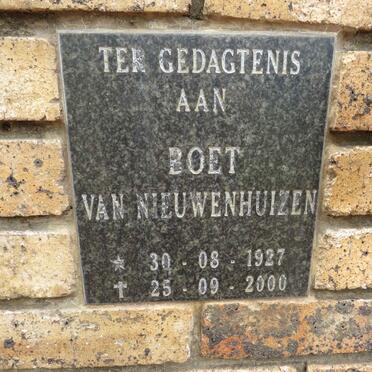 TER GEDAGTENIS
AAN
BOET
VAN NIEUWENHUIZEN
★ 30 - 08 - 1927
✝ 25 - 09 - 2000